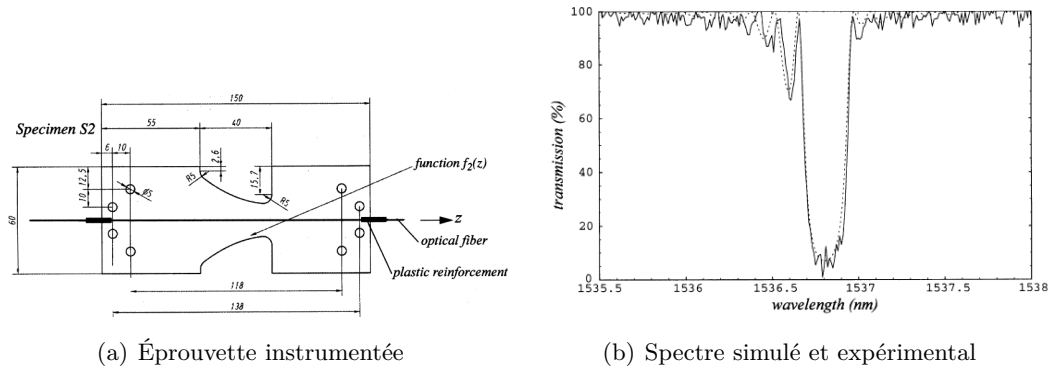 150
Specimen S2
55
40
6
10
2,6
function f₂(z)
12,5
R5
15,7
ø5
10
R5
60
z
optical fiber
plastic reinforcement
118
138
(a) Éprouvette instrumentée
100
80
60
40
20
0
transmission (%)
1535.5 1536 1536.5 1537 1537.5 1538
wavelength (nm)
(b) Spectre simulé et expérimental